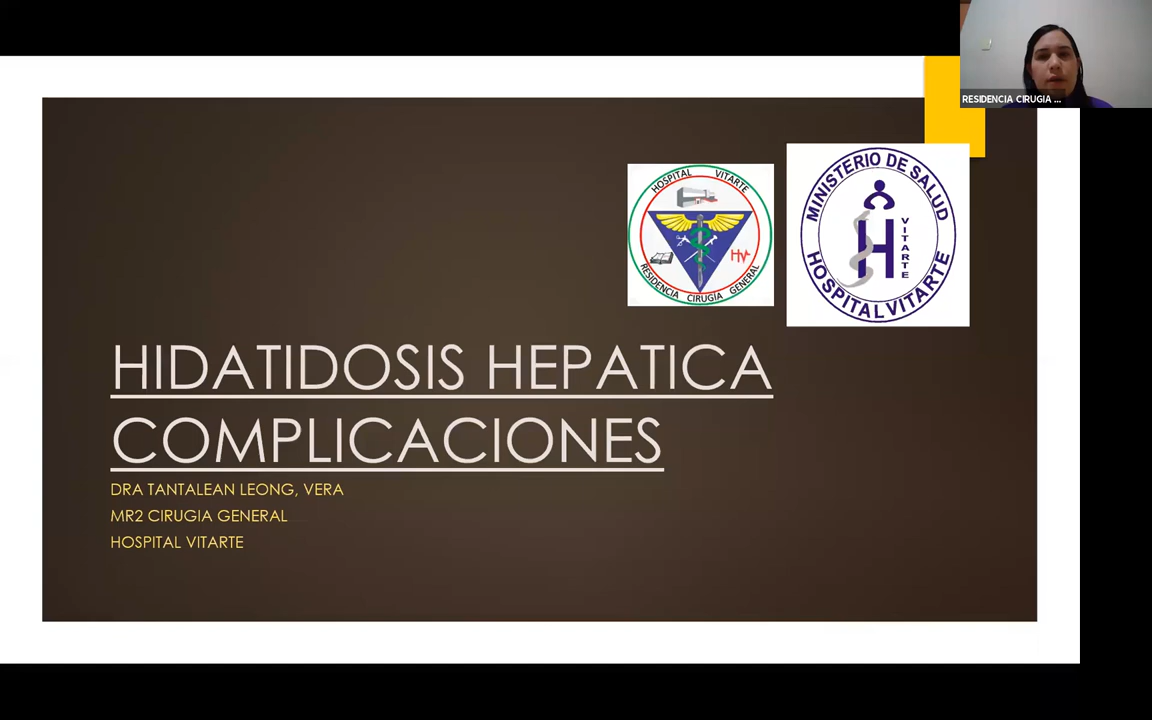 RESIDENCIA CIRUGIA ...
HOSPITAL VITARTE
HV
RESIDENCIA CIRUGÍA GENERAL
MINISTERIO DE SALUD
H
VITARTE
HOSPITAL VITARTE
HIDATIDOSIS HEPATICA
COMPLICACIONES
DRA TANTALEAN LEONG, VERA
MR2 CIRUGIA GENERAL
HOSPITAL VITARTE